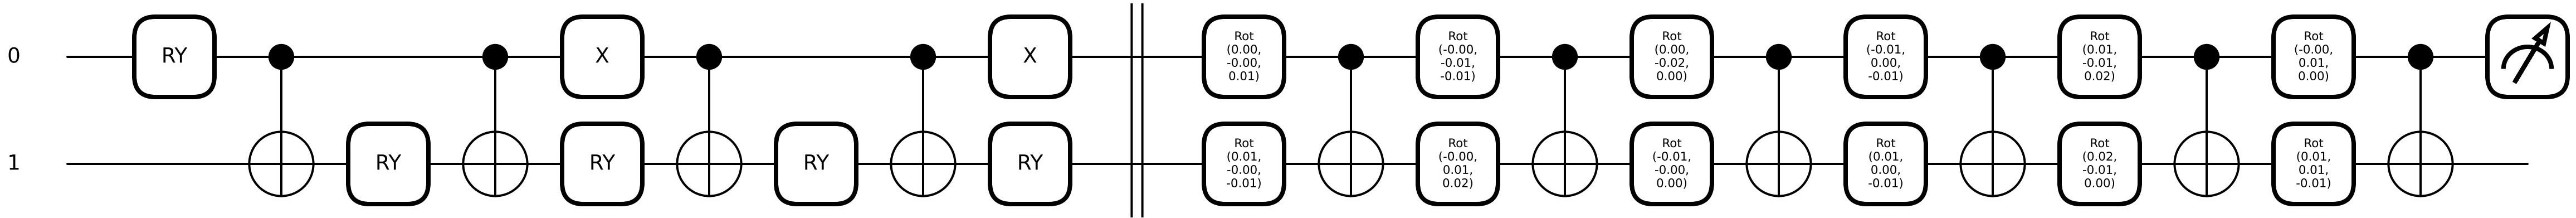 0
RY
X
X
Rot
(0.00,
-0.00,
0.01)
Rot
(-0.00,
-0.01,
-0.01)
Rot
(0.00,
-0.02,
0.00)
Rot
(-0.01,
0.00,
-0.01)
Rot
(0.01,
-0.01,
0.02)
Rot
(-0.00,
0.01,
0.00)
1
RY
RY
RY
RY
Rot
(0.01,
-0.00,
-0.01)
Rot
(-0.00,
0.01,
0.02)
Rot
(-0.01,
-0.00,
0.00)
Rot
(0.01,
0.00,
-0.01)
Rot
(0.02,
-0.01,
0.00)
Rot
(0.01,
0.01,
-0.01)